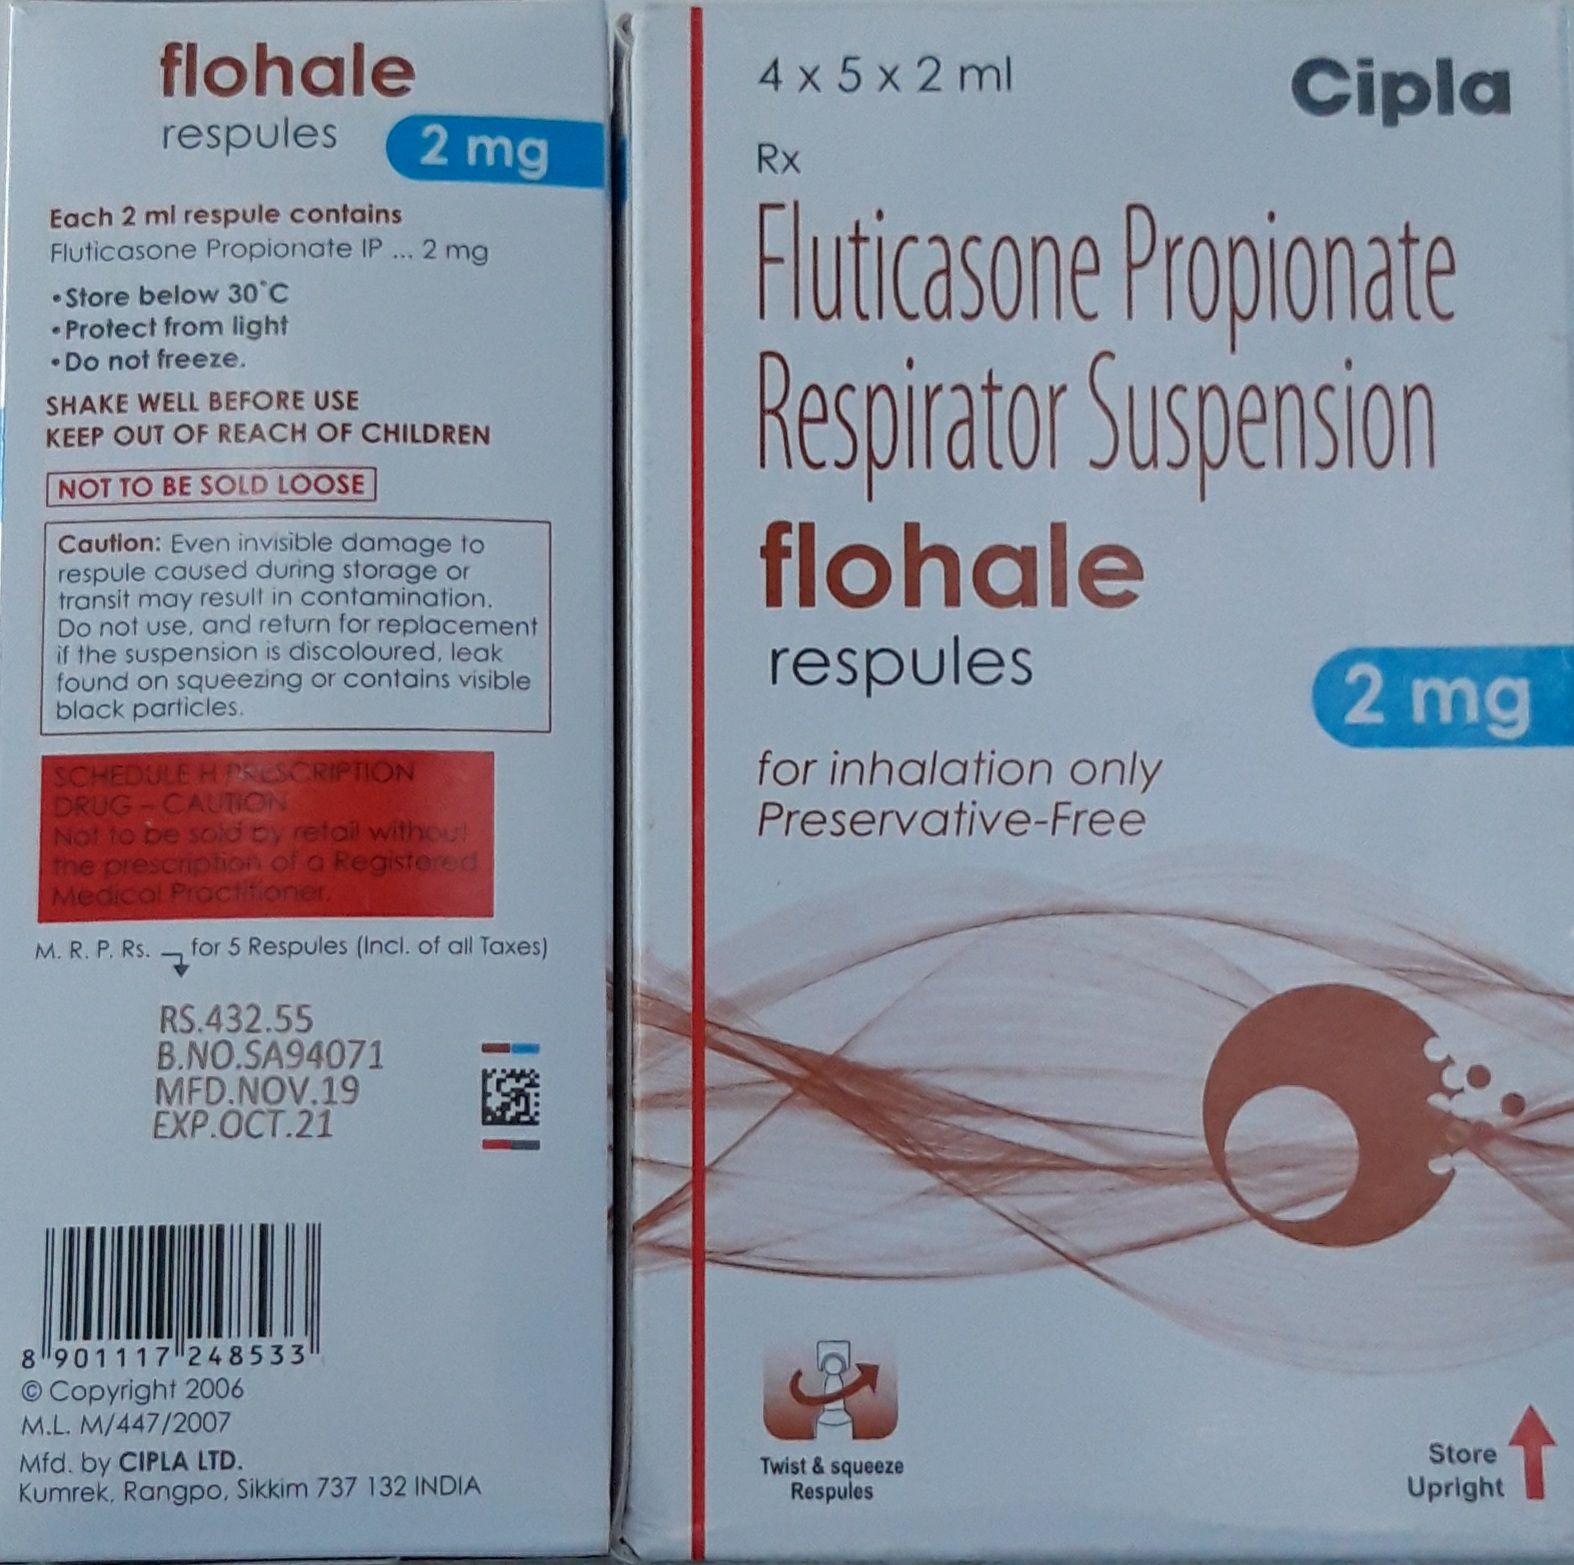 flohale
respules
2 mg
Each 2 ml respule contains
Fluticasone Propionate IP ... 2 mg
•Store below 30°C
•Protect from light
•Do not freeze.
SHAKE WELL BEFORE USE
KEEP OUT OF REACH OF CHILDREN
NOT TO BE SOLD LOOSE
Caution: Even invisible damage to
respule caused during storage or
transit may result in contamination.
Do not use, and return for replacement
if the suspension is discoloured, leak
found on squeezing or contains visible
black particles.
SCHEDULE H PRESCRIPTION
DRUG – CAUTION
Not to be sold by retail without
the prescription of a Registered
Medical Practitioner.
M. R. P. Rs. for 5 Respules (Incl. of all Taxes)
RS.432.55
B.NO.SA94071
MFD.NOV.19
EXP.OCT.21
8 901117 248533
© Copyright 2006
M.L. M/447/2007
Mfd. by CIPLA LTD.
Kumrek, Rangpo, Sikkim 737 132 INDIA
4 x 5 x 2 ml
Cipla
Rx
Fluticasone Propionate
Respirator Suspension
flohale
respules
2 mg
for inhalation only
Preservative-Free
Twist & squeeze
Respules
Store
Upright